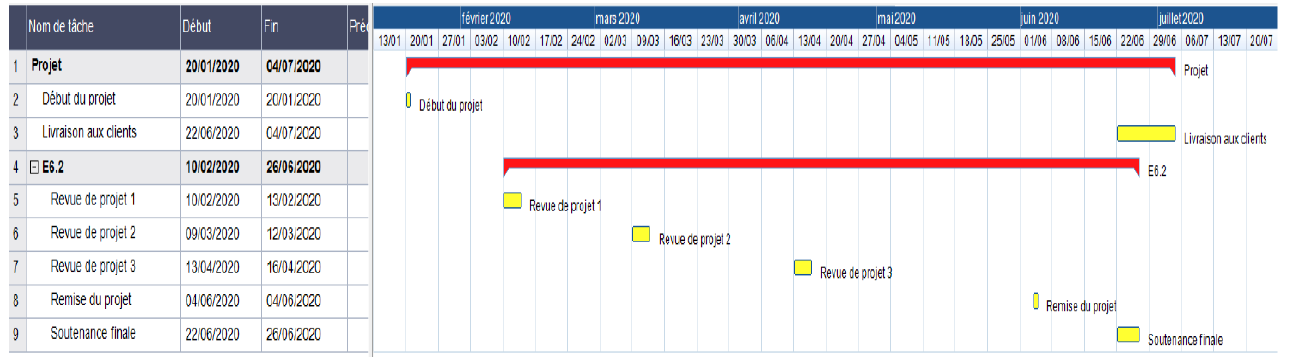 Nom de tâche Début Fin Préc
février 2020 mars 2020 avril 2020 mai 2020 juin 2020 juillet 2020
13/01 20/01 27/01 03/02 10/02 17/02 24/02 02/03 09/03 16/03 23/03 30/03 06/04 13/04 20/04 27/04 04/05 11/05 18/05 25/05 01/06 08/06 15/06 22/06 29/06 06/07 13/07 20/07
1 Projet 20/01/2020 04/07/2020 Projet
2 Début du projet 20/01/2020 20/01/2020 Début du projet
3 Livraison aux clients 22/06/2020 04/07/2020 Livraison aux clients
4 E6.2 10/02/2020 26/06/2020 E6.2
5 Revue de projet 1 10/02/2020 13/02/2020 Revue de projet 1
6 Revue de projet 2 09/03/2020 12/03/2020 Revue de projet 2
7 Revue de projet 3 13/04/2020 16/04/2020 Revue de projet 3
8 Remise du projet 04/06/2020 04/06/2020 Remise du projet
9 Soutenance finale 22/06/2020 26/06/2020 Soutenance finale